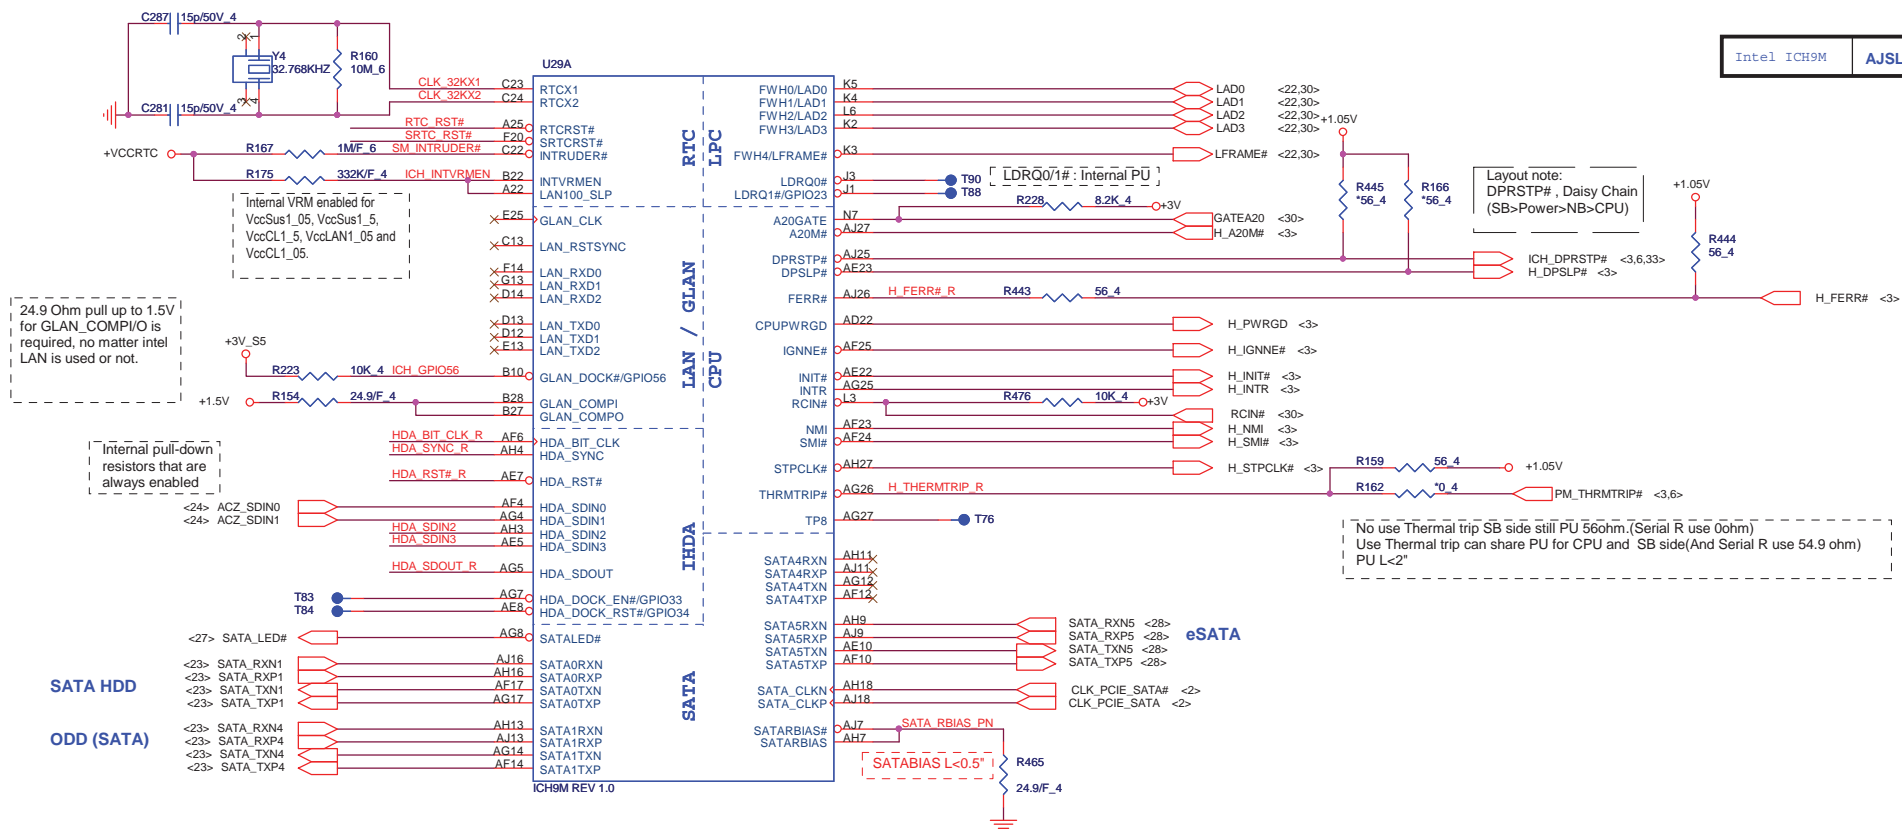 C287 15p/50V_4
2 1
Y4
32.768KHZ
R160
10M_6
3 4
C281 15p/50V_4
Intel ICH9M AJSL
U29A
CLK_32KX1 C23 RTCX1
CLK_32KX2 C24 RTCX2
RTC_RST# A25 RTCRST#
SRTC_RST# F20 SRTCRST#
+VCCRTC R167 1M/F_6 SM_INTRUDER# C22 INTRUDER#
R175 332K/F_4 ICH_INTVRMEN B22 INTVRMEN
A22 LAN100_SLP
Internal VRM enabled for
VccSus1_05, VccSus1_5,
VccCL1_5, VccLAN1_05 and
VccCL1_05.
E25 GLAN_CLK
C13 LAN_RSTSYNC
F14 LAN_RXD0
G13 LAN_RXD1
D14 LAN_RXD2
D13 LAN_TXD0
D12 LAN_TXD1
E13 LAN_TXD2
24.9 Ohm pull up to 1.5V
for GLAN_COMPI/O is
required, no matter intel
LAN is used or not.
+3V_S5
R223 10K_4 ICH_GPIO56 B10 GLAN_DOCK#/GPIO56
+1.5V R154 24.9/F_4 B28 GLAN_COMPI
B27 GLAN_COMPO
Internal pull-down
resistors that are
always enabled
HDA_BIT_CLK_R AF6 HDA_BIT_CLK
HDA_SYNC_R AH4 HDA_SYNC
HDA_RST#_R AE7 HDA_RST#
<24> ACZ_SDIN0 AF4 HDA_SDIN0
<24> ACZ_SDIN1 AG4 HDA_SDIN1
HDA_SDIN2 AH3 HDA_SDIN2
HDA_SDIN3 AE5 HDA_SDIN3
HDA_SDOUT_R AG5 HDA_SDOUT
T83 AG7 HDA_DOCK_EN#/GPIO33
T84 AE8 HDA_DOCK_RST#/GPIO34
<27> SATA_LED# AG8 SATALED#
SATA HDD
<23> SATA_RXN1 AJ16 SATA0RXN
<23> SATA_RXP1 AH16 SATA0RXP
<23> SATA_TXN1 AF17 SATA0TXN
<23> SATA_TXP1 AG17 SATA0TXP
ODD (SATA)
<23> SATA_RXN4 AH13 SATA1RXN
<23> SATA_RXP4 AJ13 SATA1RXP
<23> SATA_TXN4 AG14 SATA1TXN
<23> SATA_TXP4 AF14 SATA1TXP
ICH9M REV 1.0
RTC LPC
LAN / GLAN
CPU
IHDA
SATA
FWH0/LAD0 K5 LAD0 <22,30>
FWH1/LAD1 K4 LAD1 <22,30>
FWH2/LAD2 L6 LAD2 <22,30>
FWH3/LAD3 K2 LAD3 <22,30>
FWH4/LFRAME# K3 LFRAME# <22,30>
LDRQ0# J3 T90
LDRQ1#/GPIO23 J1 T88
LDRQ0/1# : Internal PU
R228 8.2K_4 +3V
A20GATE N7 GATEA20 <30>
A20M# AJ27 H_A20M# <3>
+1.05V
R445
*56_4
R166
*56_4
Layout note:
DPRSTP# , Daisy Chain
(SB>Power>NB>CPU)
+1.05V
R444
56_4
DPRSTP# AJ25 ICH_DPRSTP# <3,6,33>
DPSLP# AE23 H_DPSLP# <3>
FERR# AJ26 H_FERR#_R R443 56_4 H_FERR# <3>
CPUPWRGD AD22 H_PWRGD <3>
IGNNE# AF25 H_IGNNE# <3>
INIT# AE22 H_INIT# <3>
INTR AG25 H_INTR <3>
RCIN# L3 R476 10K_4 +3V
RCIN# <30>
NMI AF23 H_NMI <3>
SMI# AF24 H_SMI# <3>
STPCLK# AH27 H_STPCLK# <3>
R159 56_4 +1.05V
THRMTRIP# AG26 H_THERMTRIP_R R162 *0_4 PM_THRMTRIP# <3,6>
TP8 AG27 T76
No use Thermal trip SB side still PU 56ohm.(Serial R use 0ohm)
Use Thermal trip can share PU for CPU and SB side(And Serial R use 54.9 ohm)
PU L<2"
SATA4RXN AH11
SATA4RXP AJ11
SATA4TXN AG12
SATA4TXP AF12
SATA5RXN AH9 SATA_RXN5 <28>
SATA5RXP AJ9 SATA_RXP5 <28>
SATA5TXN AE10 SATA_TXN5 <28>
SATA5TXP AF10 SATA_TXP5 <28>
eSATA
SATA_CLKN AH18 CLK_PCIE_SATA# <2>
SATA_CLKP AJ18 CLK_PCIE_SATA <2>
SATARBIAS# AJ7 SATA_RBIAS_PN
SATARBIAS AH7
SATABIAS L<0.5"
R465
24.9/F_4